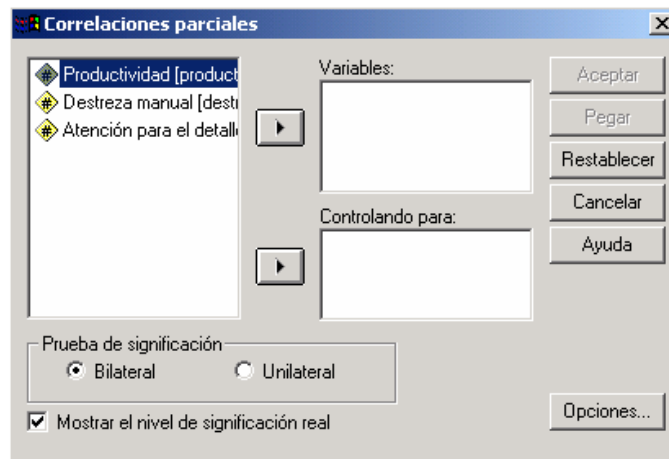 Correlaciones parciales
# Productividad [product
# Destreza manual [destr
# Atención para el detalle
Variables:
Controlando para:
Aceptar
Pegar
Restablecer
Cancelar
Ayuda
Prueba de significación
Bilateral
Unilateral
Mostrar el nivel de significación real
Opciones...